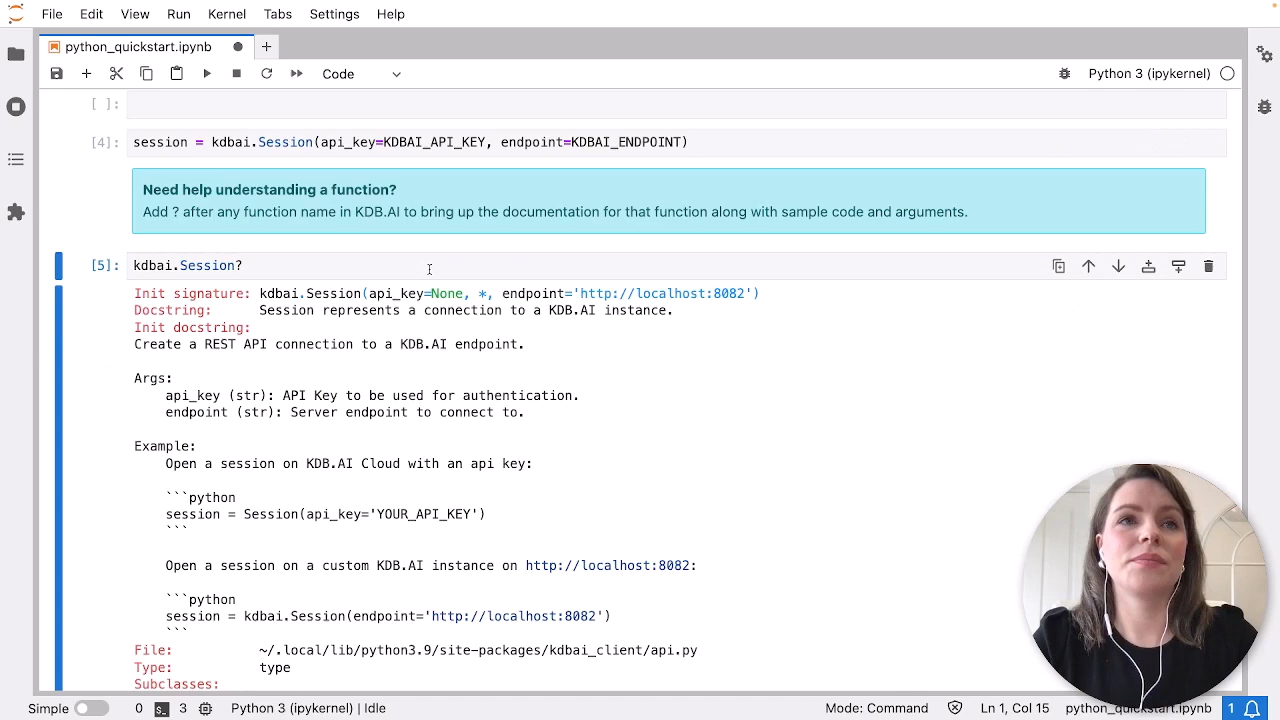 File Edit View Run Kernel Tabs Settings Help
python_quickstart.ipynb
Code
Python 3 (ipykernel)
[ ]:
[4]: session = kdbai.Session(api_key=KDBAI_API_KEY, endpoint=KDBAI_ENDPOINT)
Need help understanding a function?
Add ? after any function name in KDB.AI to bring up the documentation for that function along with sample code and arguments.
[5]: kdbai.Session?
Init signature: kdbai.Session(api_key=None, *, endpoint='http://localhost:8082')
Docstring: Session represents a connection to a KDB.AI instance.
Init docstring:
Create a REST API connection to a KDB.AI endpoint.
Args:
api_key (str): API Key to be used for authentication.
endpoint (str): Server endpoint to connect to.
Example:
Open a session on KDB.AI Cloud with an api key:
```python
session = Session(api_key='YOUR_API_KEY')
```
Open a session on a custom KDB.AI instance on http://localhost:8082:
```python
session = kdbai.Session(endpoint='http://localhost:8082')
```
File: ~/.local/lib/python3.9/site-packages/kdbai_client/api.py
Type: type
Subclasses:
Simple 0 3 Python 3 (ipykernel) | Idle Mode: Command Ln 1, Col 15 python_quickstart.ipynb 1